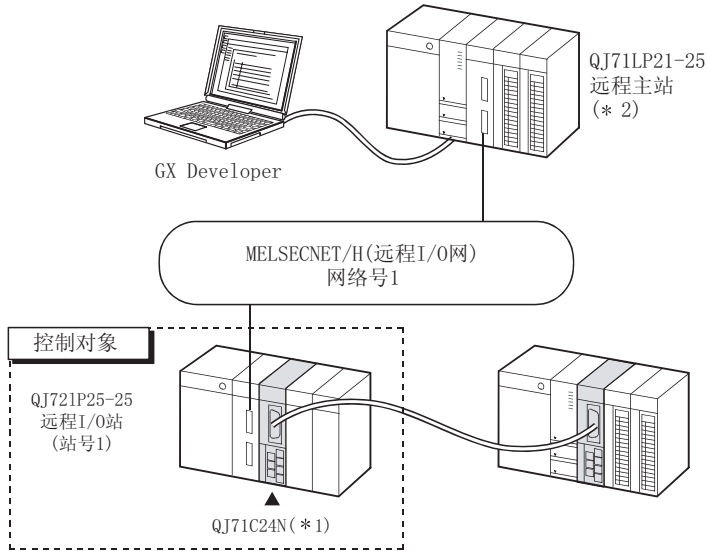 QJ71LP21-25
远程主站
(* 2)
GX Developer
MELSECNET/H(远程I/O网)
网络号1
控制对象
QJ721P25-25
远程I/O站
(站号1)
QJ71C24N(*1)